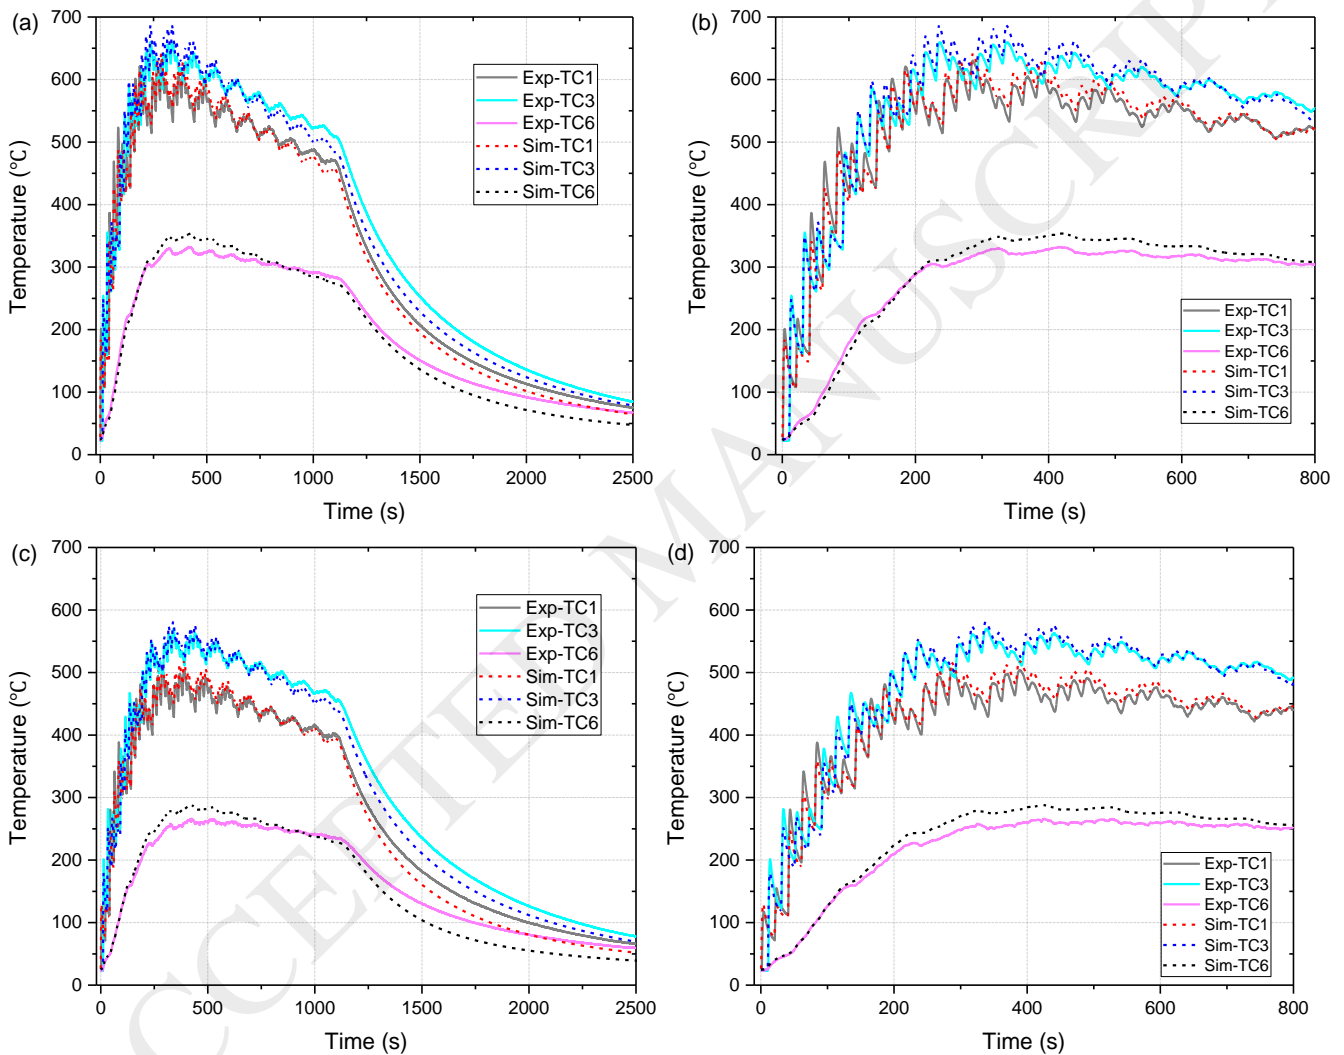 (a)
700
600
500
400
300
200
100
0
Temperature (°C)
0
500
1000
1500
2000
2500
Time (s)
Exp-TC1
Exp-TC3
Exp-TC6
Sim-TC1
Sim-TC3
Sim-TC6
(b)
700
600
500
400
300
200
100
0
Temperature (°C)
0
200
400
600
800
Time (s)
Exp-TC1
Exp-TC3
Exp-TC6
Sim-TC1
Sim-TC3
Sim-TC6
(c)
700
600
500
400
300
200
100
0
Temperature (°C)
0
500
1000
1500
2000
2500
Time (s)
Exp-TC1
Exp-TC3
Exp-TC6
Sim-TC1
Sim-TC3
Sim-TC6
(d)
700
600
500
400
300
200
100
0
Temperature (°C)
0
200
400
600
800
Time (s)
Exp-TC1
Exp-TC3
Exp-TC6
Sim-TC1
Sim-TC3
Sim-TC6
CCEPTED MANUSCRIPT